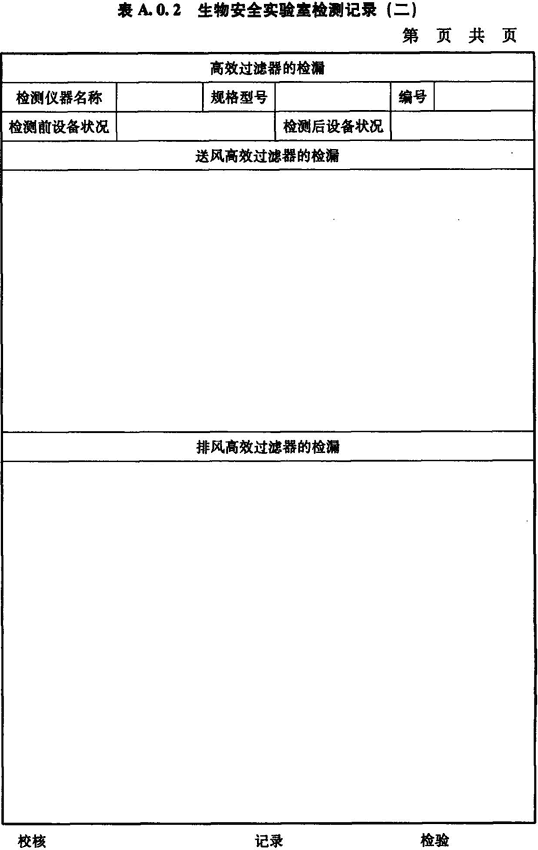 表 A.0.2 生物安全实验室检测记录 (二)
第 页 共 页
高效过滤器的检漏
检测仪器名称 规格型号 编号
检测前设备状况 检测后设备状况
送风高效过滤器的检漏
排风高效过滤器的检漏
校核 记录 检验